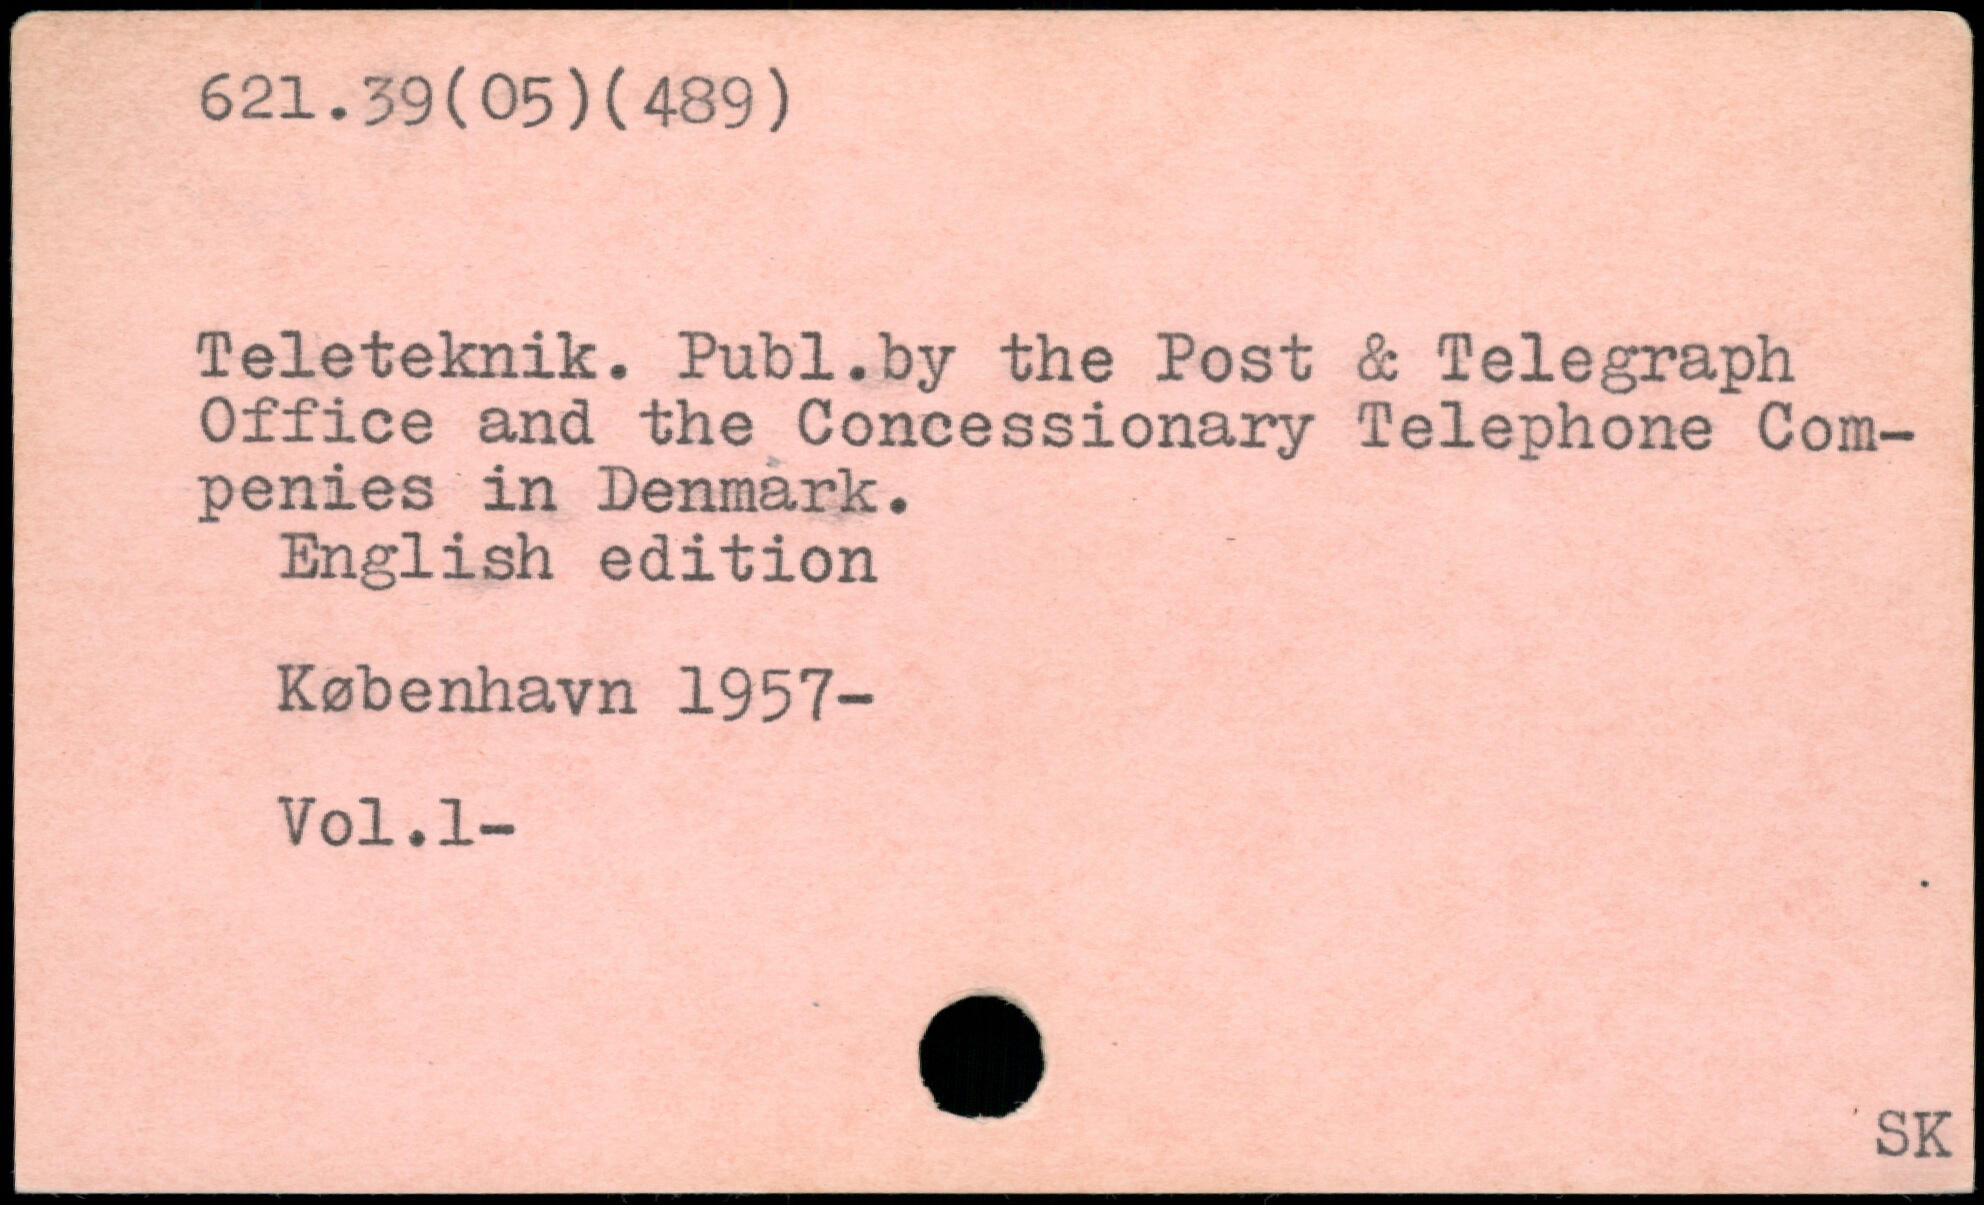 621.39(05)(489)
Teleteknik. Publ.by the Post & Telegraph
Office and the Concessionary Telephone Com-
penies in Denmark.
English edition
København 1957-
Vol.1-
SK